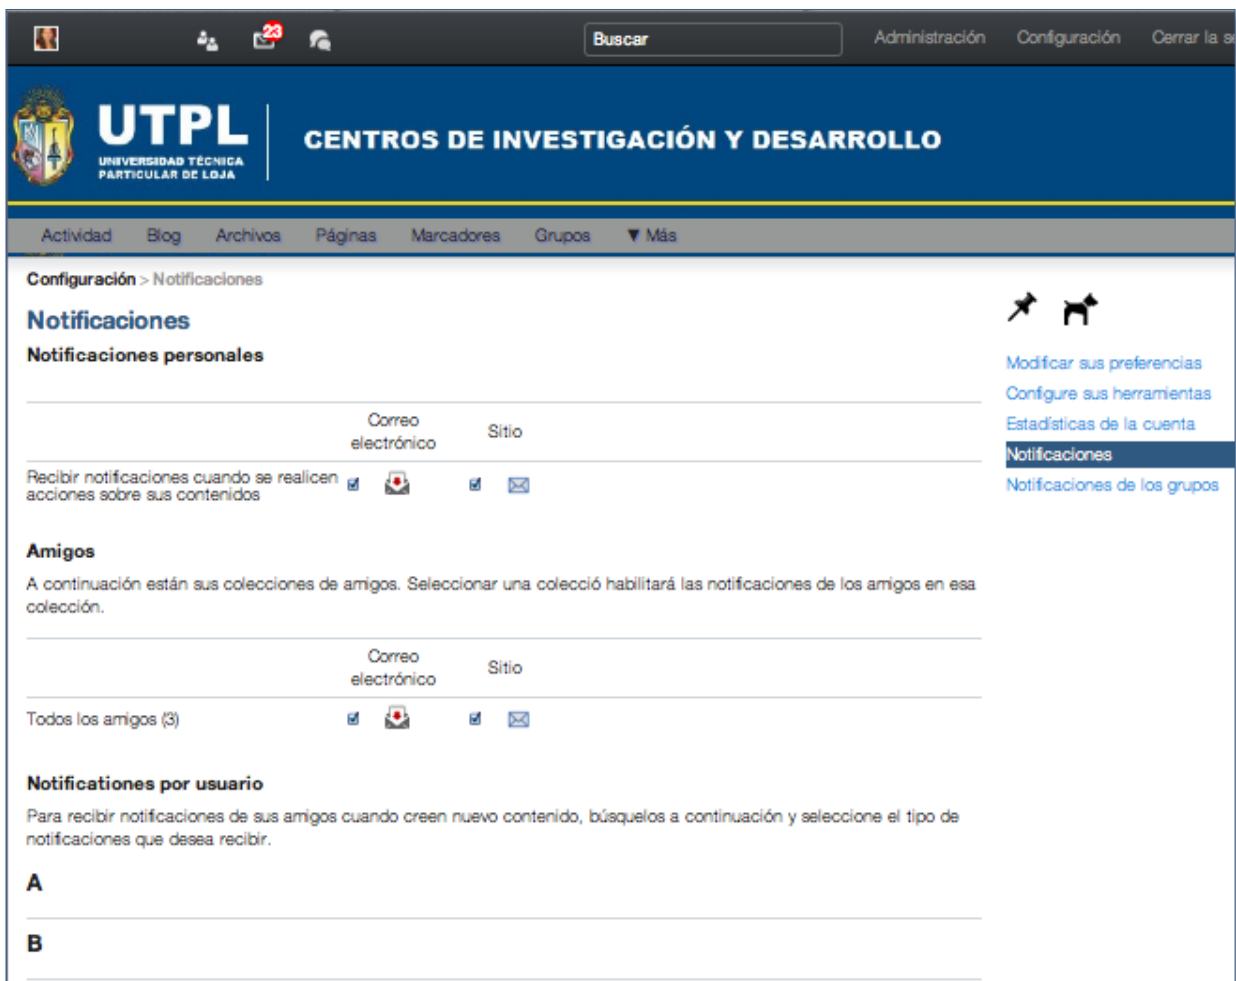 23
Buscar
Administración
Configuración
Cerrar la se
UTPL
UNIVERSIDAD TÉCNICA
PARTICULAR DE LOJA
CENTROS DE INVESTIGACIÓN Y DESARROLLO
Actividad Blog Archivos Páginas Marcadores Grupos ▼ Más
Configuración > Notificaciones
Notificaciones
Notificaciones personales
Correo
electrónico
Sitio
Recibir notificaciones cuando se realicen
acciones sobre sus contenidos
Amigos
A continuación están sus colecciones de amigos. Seleccionar una colecció habilitará las notificaciones de los amigos en esa
colección.
Correo
electrónico
Sitio
Todos los amigos (3)
Notificationes por usuario
Para recibir notificaciones de sus amigos cuando creen nuevo contenido, búsquelos a continuación y seleccione el tipo de
notificaciones que desea recibir.
A
B
Modificar sus preferencias
Configure sus herramientas
Estadísticas de la cuenta
Notificaciones
Notificaciones de los grupos